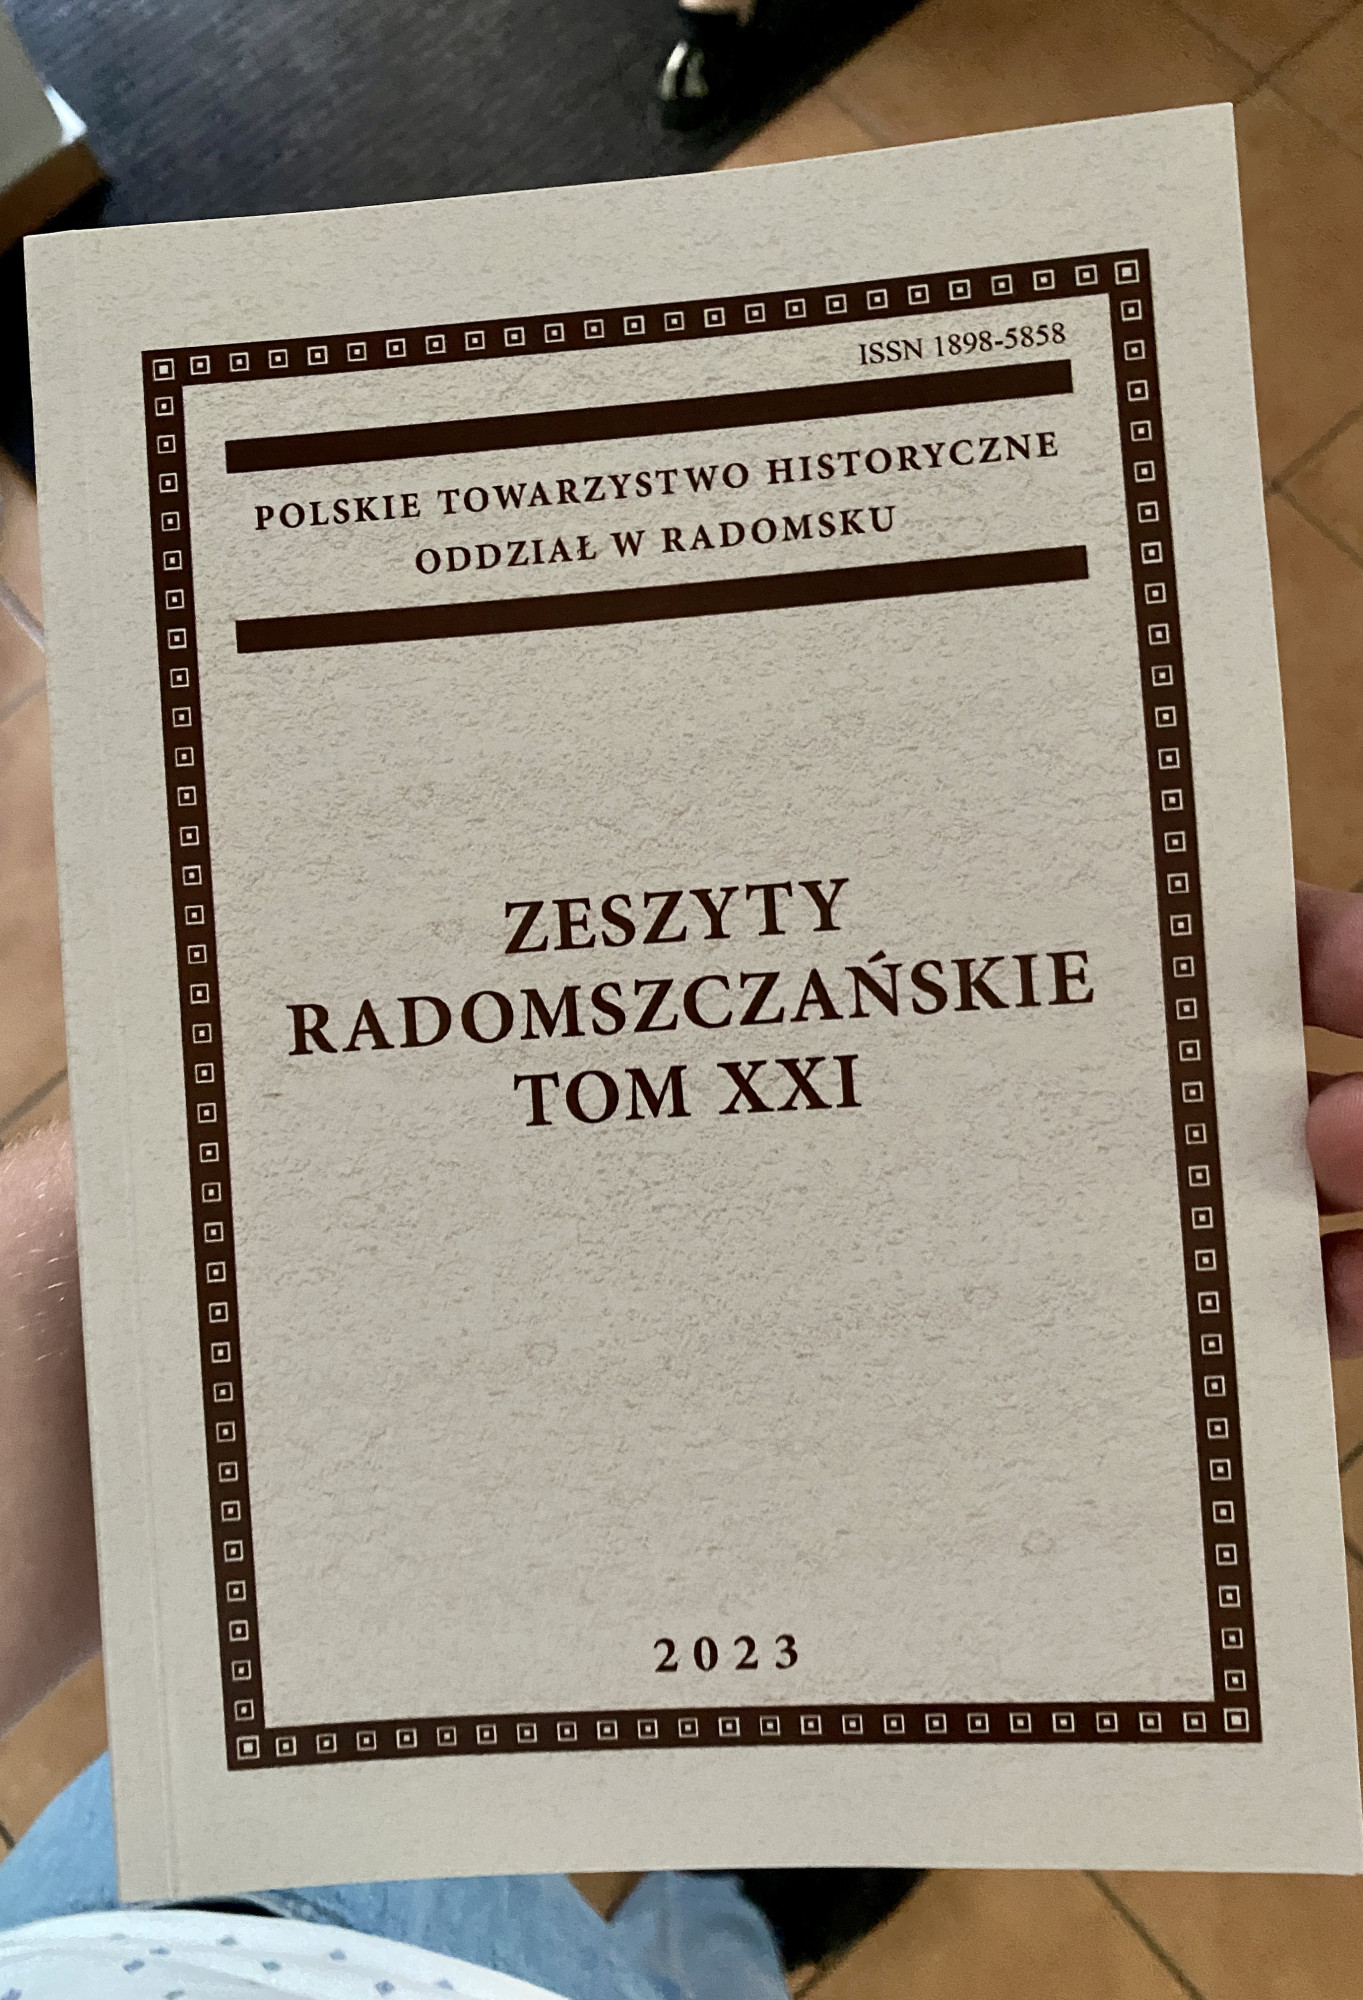 ISSN 1898-5858
POLSKIE TOWARZYSTWO HISTORYCZNE
ODDZIAŁ W RADOMSKU
ZESZYTY
RADOMSZCZAŃSKIE
TOM XXI
2023